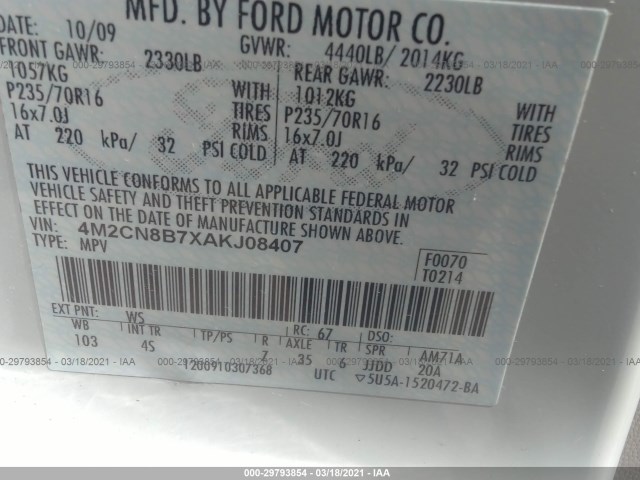 MFD. BY FORD MOTOR CO.
DATE: 10/09 GVWR: 4440LB/ 2014KG
FRONT GAWR: 2330LB REAR GAWR: 2230LB
1057KG WITH 1012KG WITH
P235/70R16 TIRES P235/70R16 TIRES
16x7.0J RIMS 16x7.0J RIMS
AT 220 kPa/ 32 PSI COLD AT 220 kPa/ 32 PSI COLD
THIS VEHICLE CONFORMS TO ALL APPLICABLE FEDERAL MOTOR
VEHICLE SAFETY AND THEFT PREVENTION STANDARDS IN
EFFECT ON THE DATE OF MANUFACTURE SHOWN ABOVE.
VIN: 4M2CN8B7XAKJ08407
TYPE: MPV
F0070
T0214
EXT PNT: WS RC: 67 DSO:
WB INT TR TP/PS R AXLE TR SPR AM71A
103 4S Z 35 6 JJDD 20A
1200910307368 UTC ▽5U5A-1520472-BA
000-29793854 / 03/18/2021 - IAA